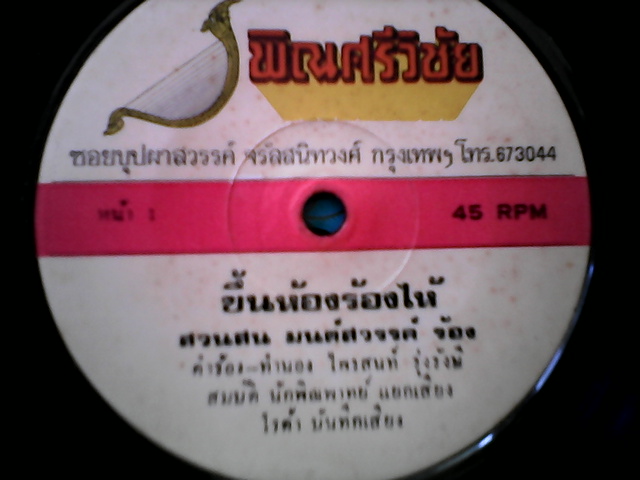 พิณศรีวิชัย
ซอยบุปผาสวรรค์ จรัลสนิทวงศ์ กรุงเทพฯ โทร.673044
หน้า 1
45 RPM
ขึ้นห้องร้องไห้
สวนสน มนต์สวรรค์ ร้อง
คำร้อง-ทำนอง ไพรสนท์ รุ่งรังษี
สมบัติ นักพิณพาทย์ แยกเสียง
ไรต้า บันทึกเสียง